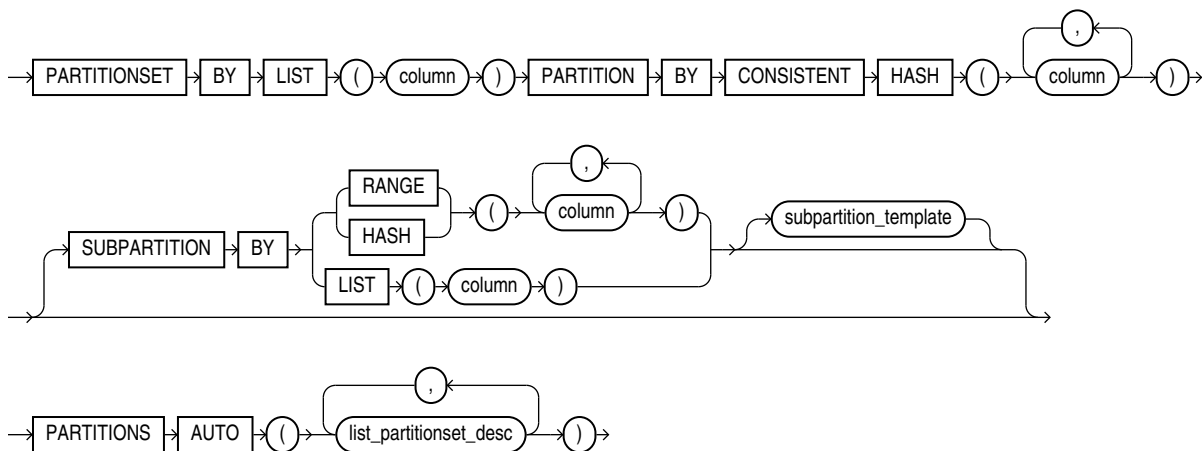 ,
PARTITIONSET BY LIST ( column ) PARTITION BY CONSISTENT HASH ( column )
,
RANGE
subpartition_template
( column )
SUBPARTITION BY
HASH
LIST ( column )
,
PARTITIONS AUTO ( list_partitionset_desc )